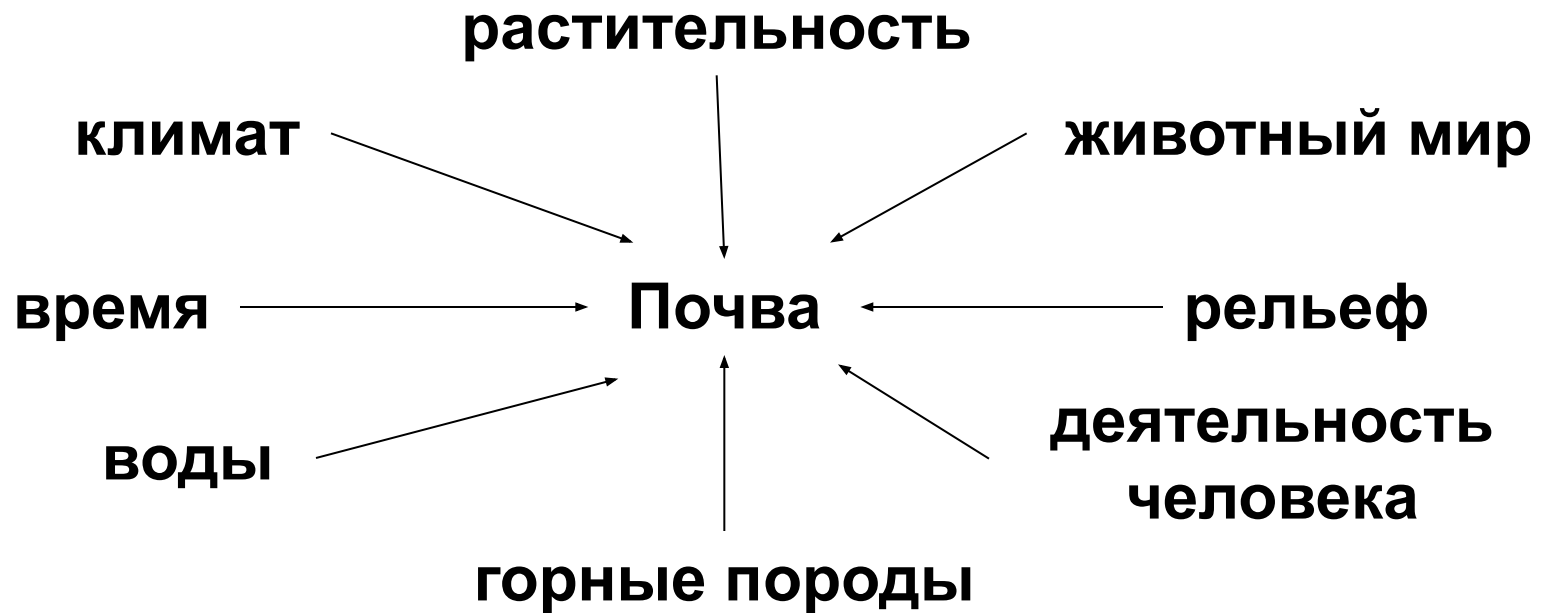 растительность
климат
животный мир
время
Почва
рельеф
деятельность
человека
воды
горные породы